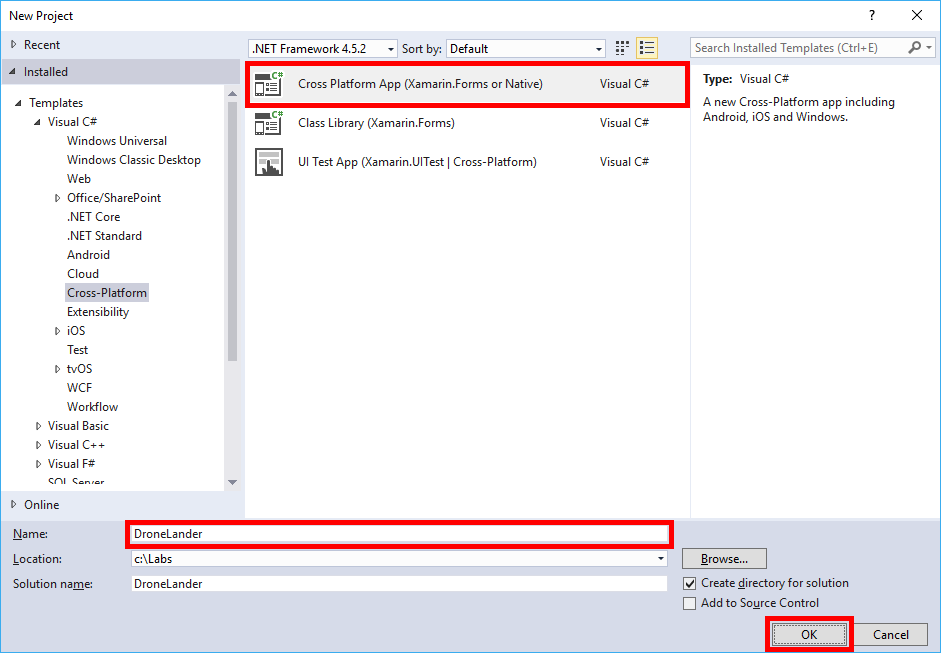 New Project
?
Recent
.NET Framework 4.5.2
Sort by:
Default
Search Installed Templates (Ctrl+E)
Installed
Templates
Visual C#
Windows Universal
Windows Classic Desktop
Web
Office/SharePoint
.NET Core
.NET Standard
Android
Cloud
Cross-Platform
Extensibility
iOS
Test
tvOS
WCF
Workflow
Visual Basic
Visual C++
Visual F#
SQL Server
Online
C#
Cross Platform App (Xamarin.Forms or Native)
Visual C#
C#
Class Library (Xamarin.Forms)
Visual C#
UI Test App (Xamarin.UITest | Cross-Platform)
Visual C#
Type: Visual C#
A new Cross-Platform app including
Android, iOS and Windows.
Name:
DroneLander
Location:
c:\Labs
Browse...
Solution name:
DroneLander
Create directory for solution
Add to Source Control
OK
Cancel